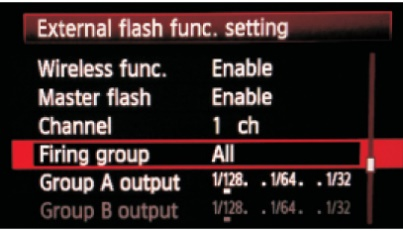 External flash func. setting
Wireless func. Enable
Master flash Enable
Channel 1 ch
Firing group All
Group A output 1/128. . 1/64. . 1/32
Group B output 1/128. . 1/64. . 1/32